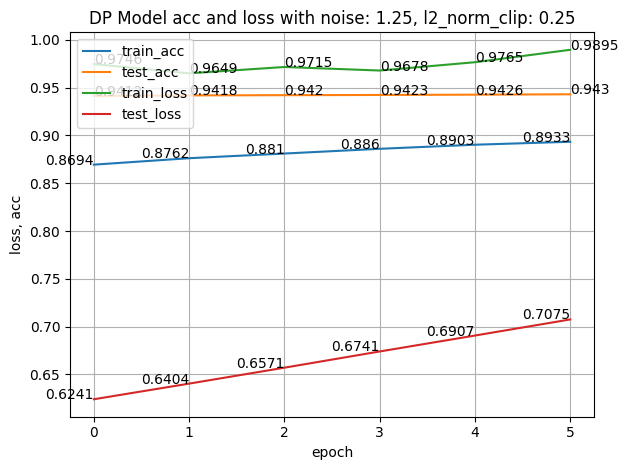 DP Model acc and loss with noise: 1.25, l2_norm_clip: 0.25
loss, acc
1.00
0.95
0.90
0.85
0.80
0.75
0.70
0.65
train_acc
test_acc
train_loss
test_loss
0.9746 0.9649 0.9715 0.9678 0.9765 0.9895
0.9418 0.942 0.9423 0.9426 0.943
0.8694 0.8762 0.881 0.886 0.8903 0.8933
0.6241 0.6404 0.6571 0.6741 0.6907 0.7075
0 1 2 3 4 5
epoch